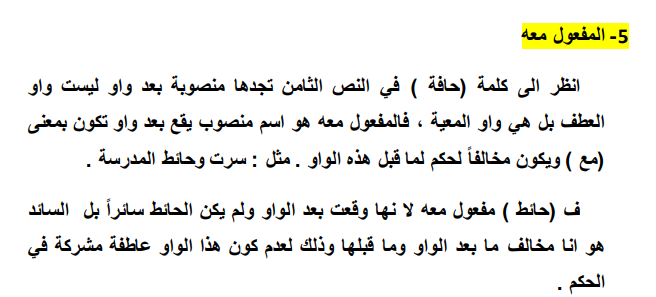 5- المفعول معه
انظر الى كلمة (حافة ) في النص الثامن تجدها منصوبة بعد واو ليست واو
العطف بل هي واو المعية ، فالمفعول معه هو اسم منصوب يقع بعد واو تكون بمعنى
(مع ) ويكون مخالفاً لحكم لما قبل هذه الواو . مثل : سرت وحائط المدرسة .
ف (حائط ) مفعول معه لا نها وقعت بعد الواو ولم يكن الحائط سائراً بل السائد
هو انا مخالف ما بعد الواو وما قبلها وذلك لعدم كون هذا الواو عاطفة مشركة في
الحكم .